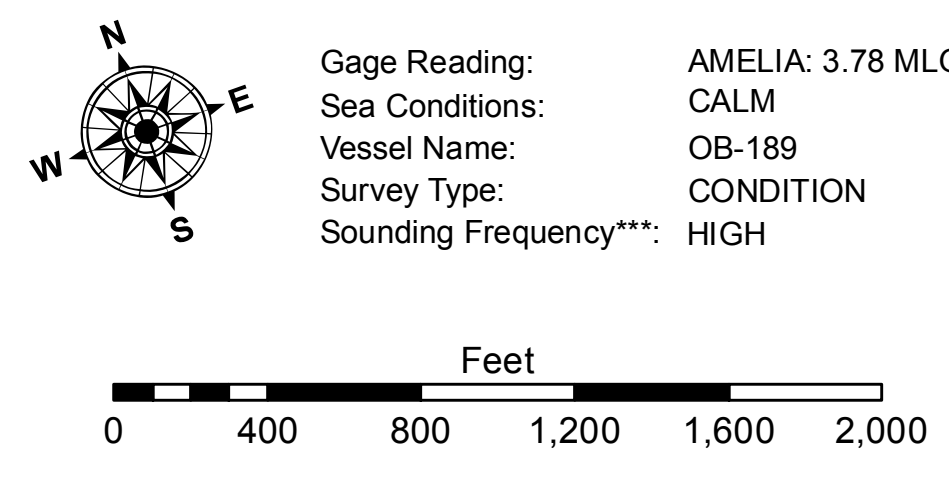 N
E
W
S
Gage Reading: AMELIA: 3.78 MLG
Sea Conditions: CALM
Vessel Name: OB-189
Survey Type: CONDITION
Sounding Frequency***: HIGH
Feet
0 400 800 1,200 1,600 2,000